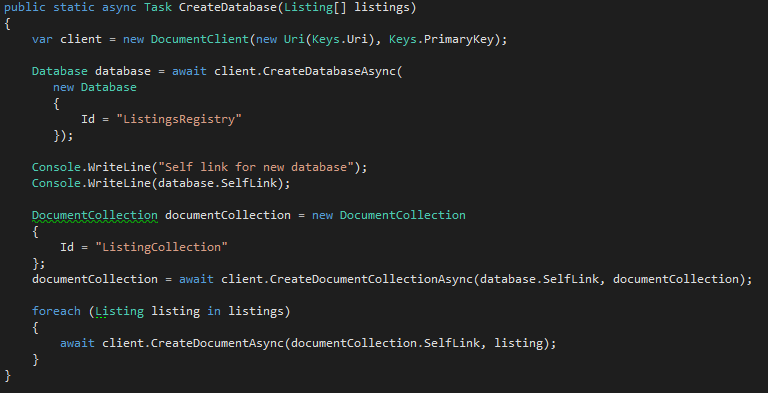 public static async Task CreateDatabase(Listing[] listings)
{
    var client = new DocumentClient(new Uri(Keys.Uri), Keys.PrimaryKey);

    Database database = await client.CreateDatabaseAsync(
       new Database
       {
           Id = "ListingsRegistry"
       });

    Console.WriteLine("Self link for new database");
    Console.WriteLine(database.SelfLink);

    DocumentCollection documentCollection = new DocumentCollection
    {
        Id = "ListingCollection"
    };
    documentCollection = await client.CreateDocumentCollectionAsync(database.SelfLink, documentCollection);

    foreach (Listing listing in listings)
    {
        await client.CreateDocumentAsync(documentCollection.SelfLink, listing);
    }
}